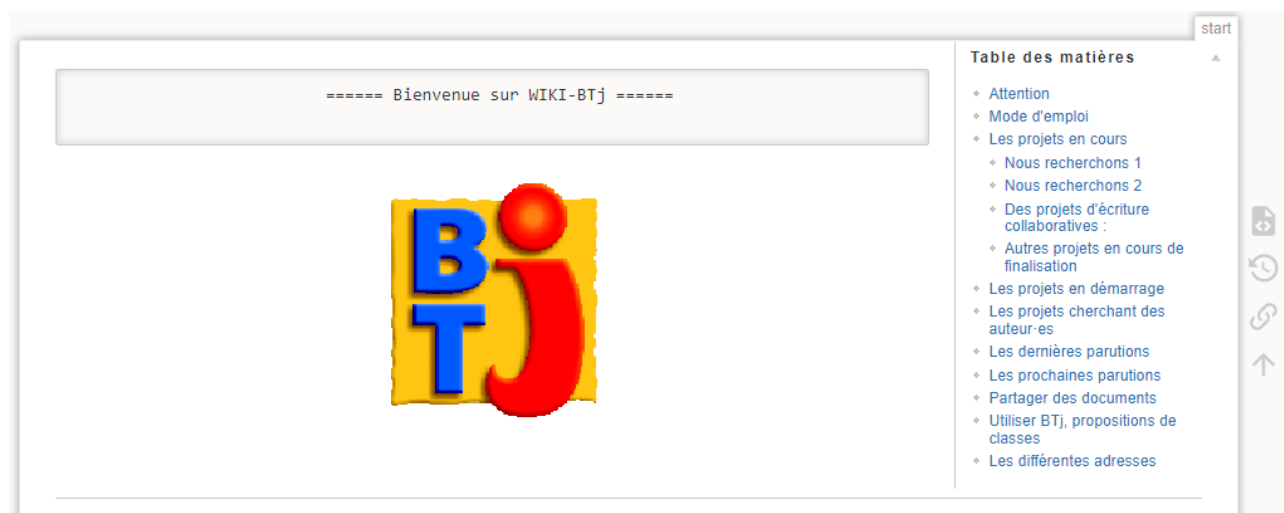 start
====== Bienvenue sur WIKI-BTj ======
B
T
j
Table des matières
Attention
Mode d'emploi
Les projets en cours
Nous recherchons 1
Nous recherchons 2
Des projets d'écriture
collaboratives :
Autres projets en cours de
finalisation
Les projets en démarrage
Les projets cherchant des
auteur·es
Les dernières parutions
Les prochaines parutions
Partager des documents
Utiliser BTj, propositions de
classes
Les différentes adresses